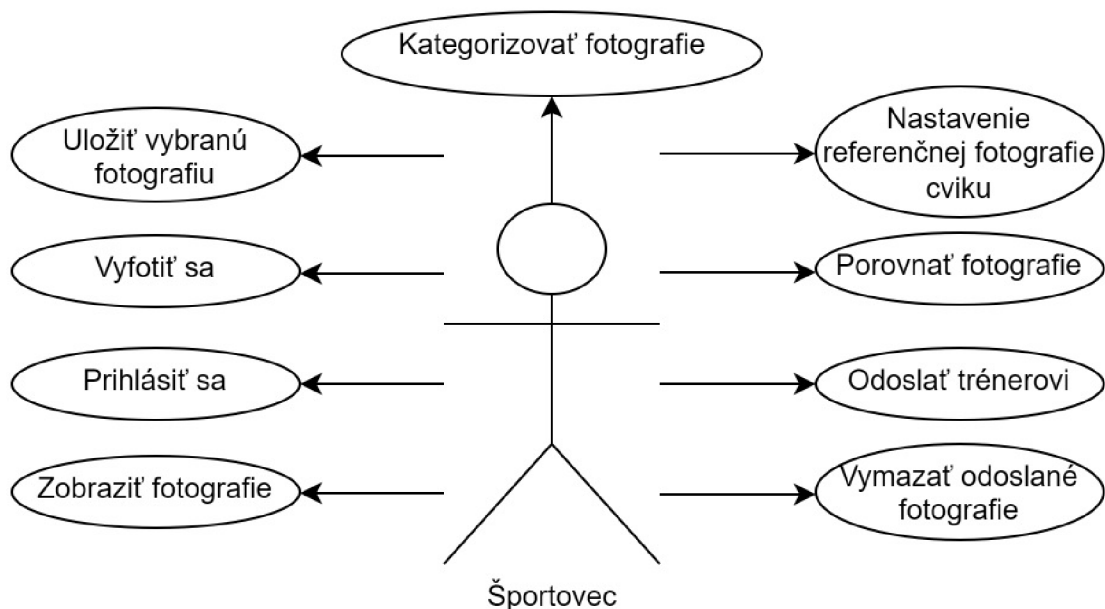 Kategorizovať fotografie
Uložiť vybranú
fotografiu
Vyfotiť sa
Prihlásiť sa
Zobraziť fotografie
Nastavenie
referenčnej fotografie
cviku
Porovnať fotografie
Odoslať trénerovi
Vymazať odoslané
fotografie
Športovec